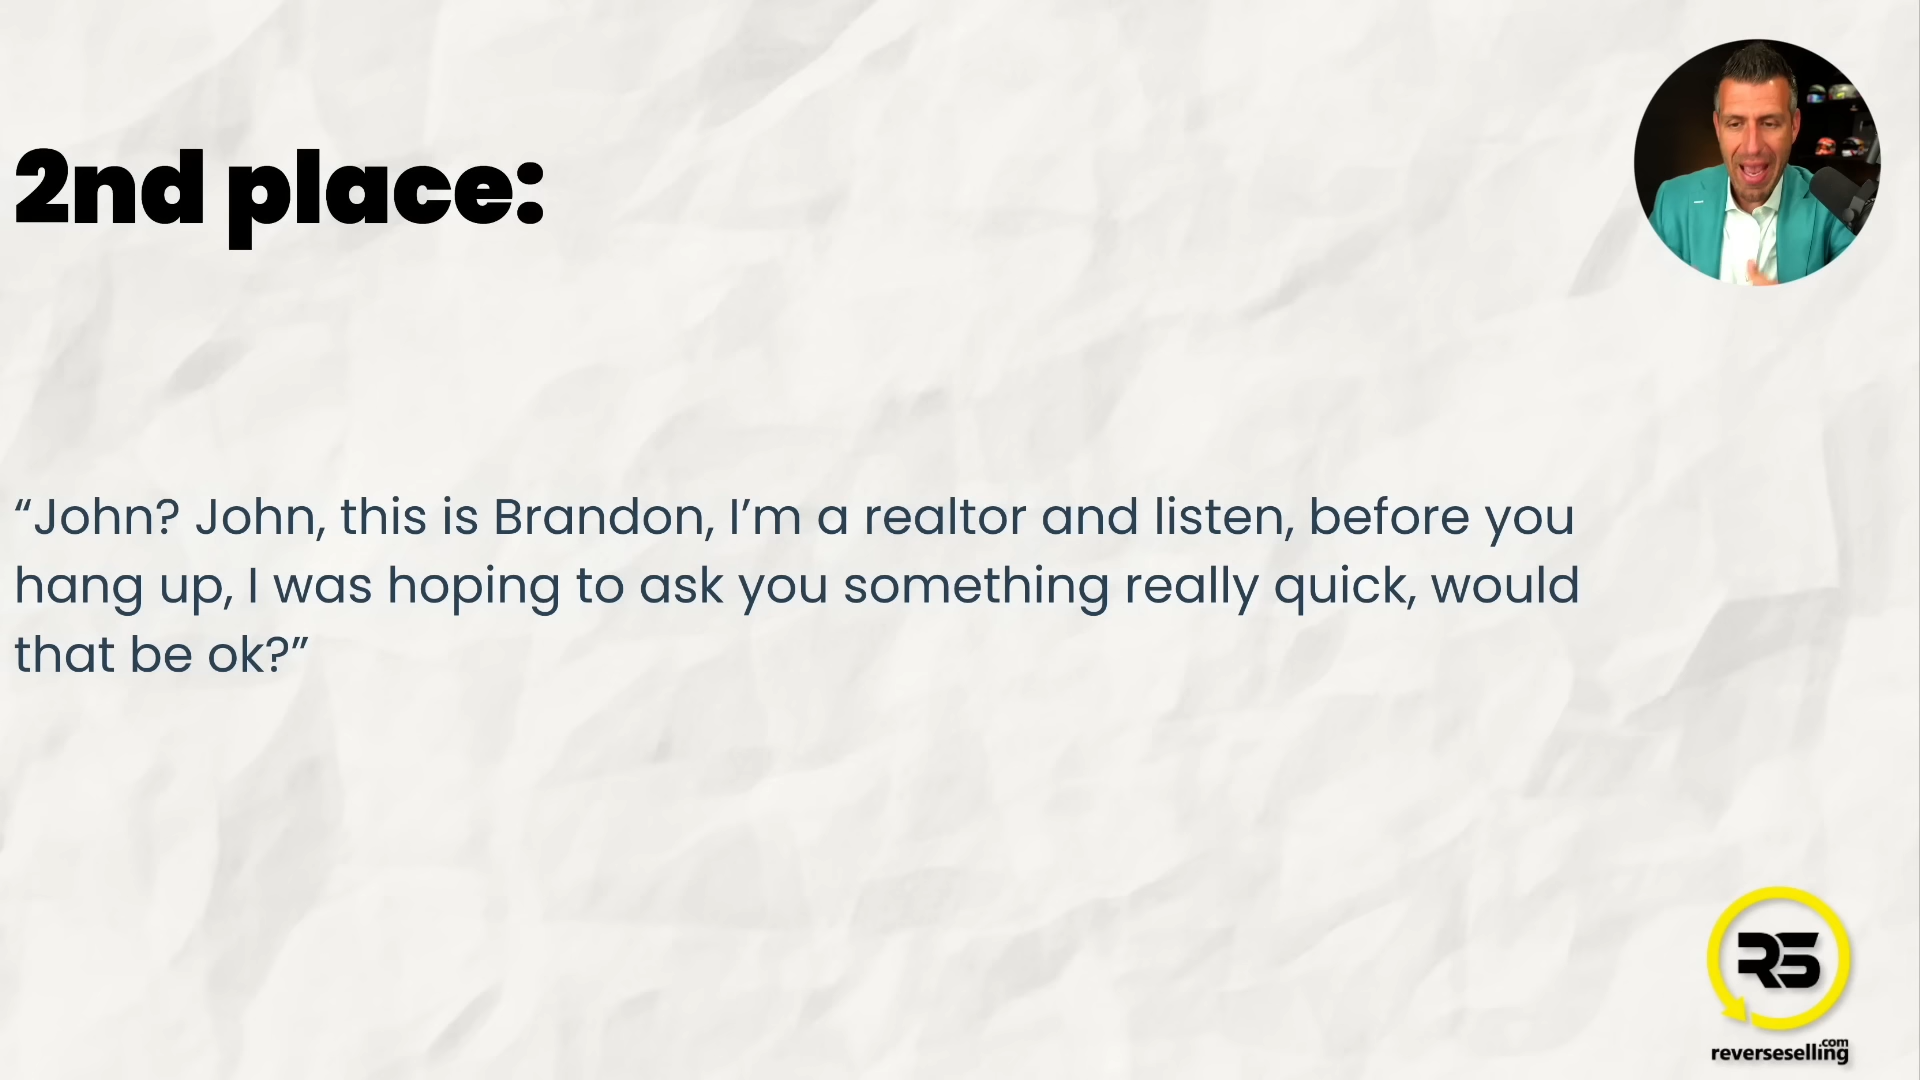 2nd place:
“John? John, this is Brandon, I’m a realtor and listen, before you
hang up, I was hoping to ask you something really quick, would
that be ok?”
RS
reverseselling.com